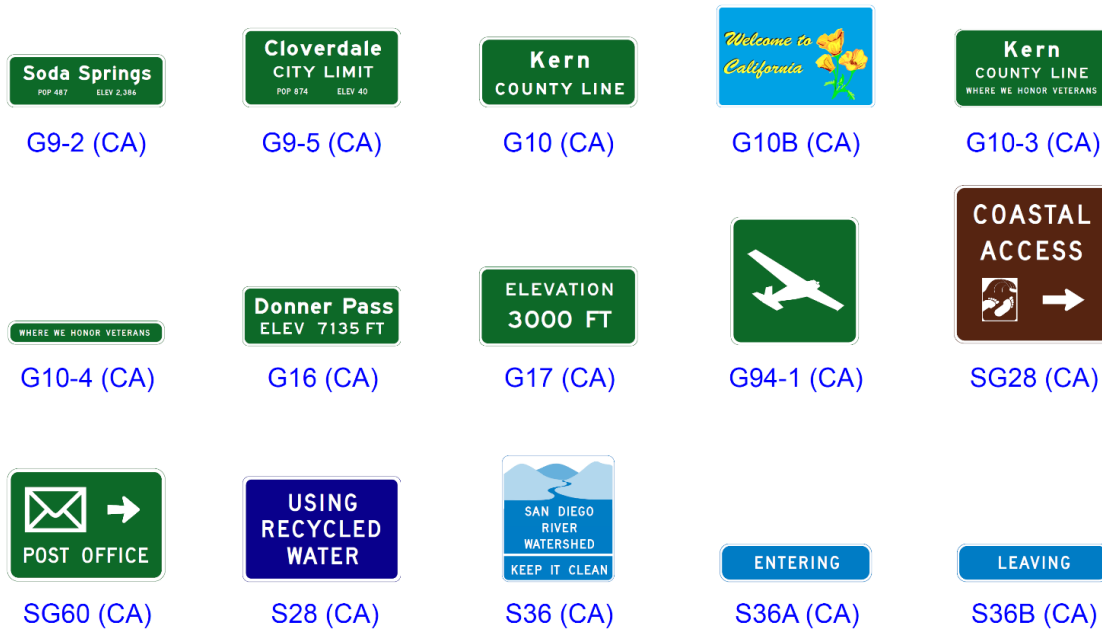 Soda Springs
POP 487 ELEV 2,386
G9-2 (CA)
Cloverdale
CITY LIMIT
POP 874 ELEV 40
G9-5 (CA)
Kern
COUNTY LINE
G10 (CA)
Welcome to
California
G10B (CA)
Kern
COUNTY LINE
WHERE WE HONOR VETERANS
G10-3 (CA)
WHERE WE HONOR VETERANS
G10-4 (CA)
Donner Pass
ELEV 7135 FT
G16 (CA)
ELEVATION
3000 FT
G17 (CA)
G94-1 (CA)
COASTAL
ACCESS
SG28 (CA)
POST OFFICE
SG60 (CA)
USING
RECYCLED
WATER
S28 (CA)
SAN DIEGO
RIVER
WATERSHED
KEEP IT CLEAN
S36 (CA)
ENTERING
S36A (CA)
LEAVING
S36B (CA)